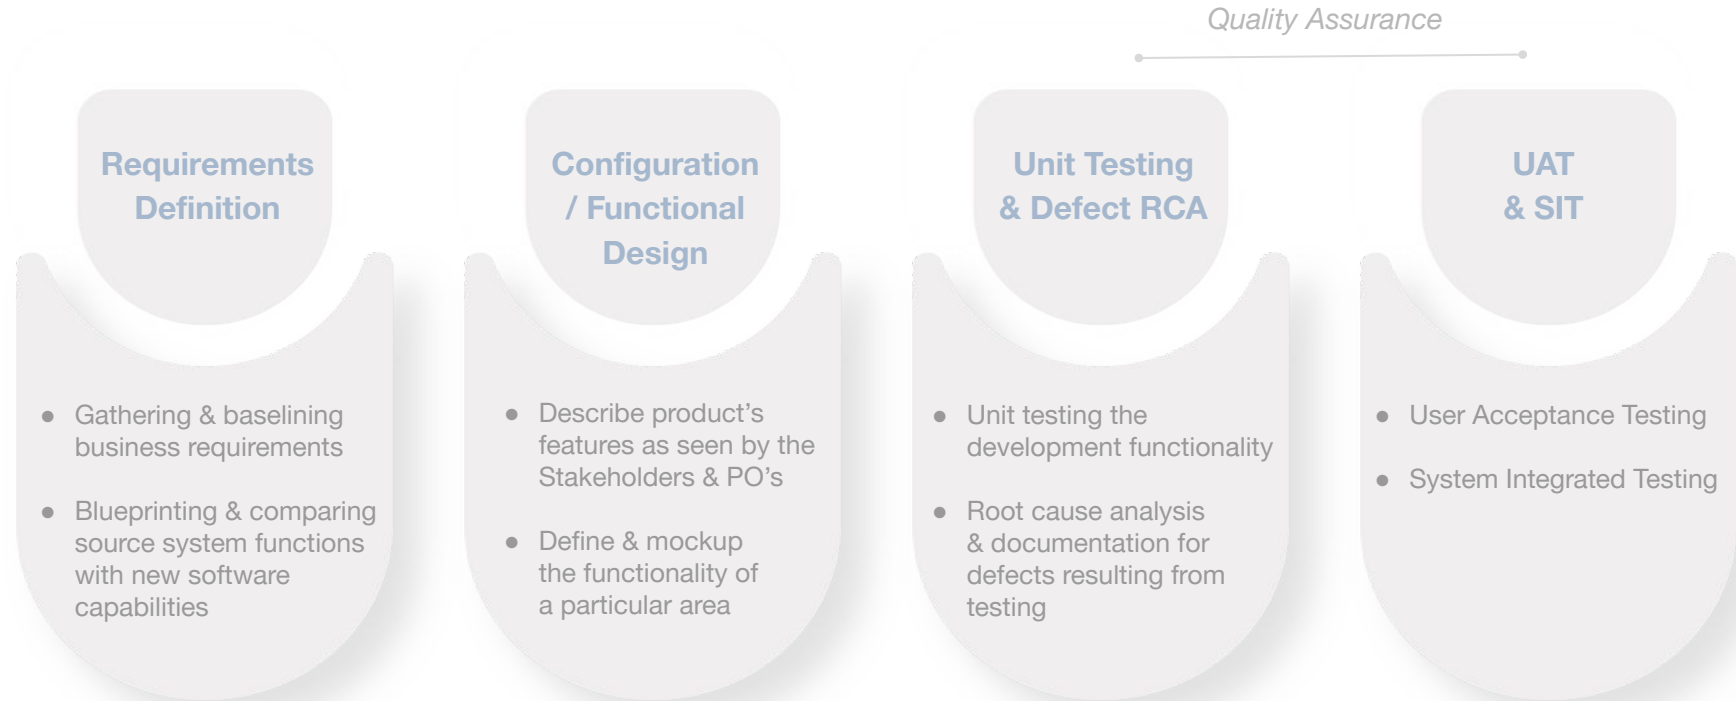 Quality Assurance
Requirements
Definition
● Gathering & baselining
business requirements
● Blueprinting & comparing
source system functions
with new software
capabilities
Configuration
/ Functional
Design
● Describe product’s
features as seen by the
Stakeholders & PO’s
● Define & mockup
the functionality of
a particular area
Unit Testing
& Defect RCA
● Unit testing the
development functionality
● Root cause analysis
& documentation for
defects resulting from
testing
UAT
& SIT
● User Acceptance Testing
● System Integrated Testing